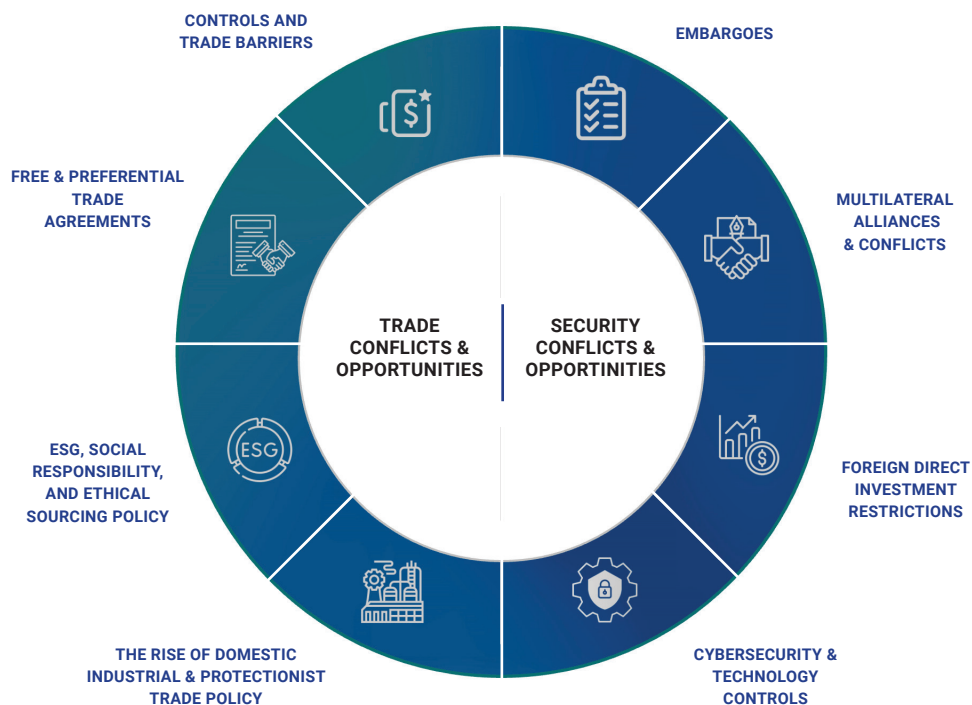 CONTROLS AND
TRADE BARRIERS
EMBARGOES
FREE & PREFERENTIAL
TRADE
AGREEMENTS
MULTILATERAL
ALLIANCES
& CONFLICTS
TRADE
CONFLICTS &
OPPORTUNITIES
SECURITY
CONFLICTS &
OPPORTINITIES
ESG
ESG, SOCIAL
RESPONSIBILITY,
AND ETHICAL
SOURCING POLICY
FOREIGN DIRECT
INVESTMENT
RESTRICTIONS
THE RISE OF DOMESTIC
INDUSTRIAL & PROTECTIONIST
TRADE POLICY
CYBERSECURITY &
TECHNOLOGY
CONTROLS